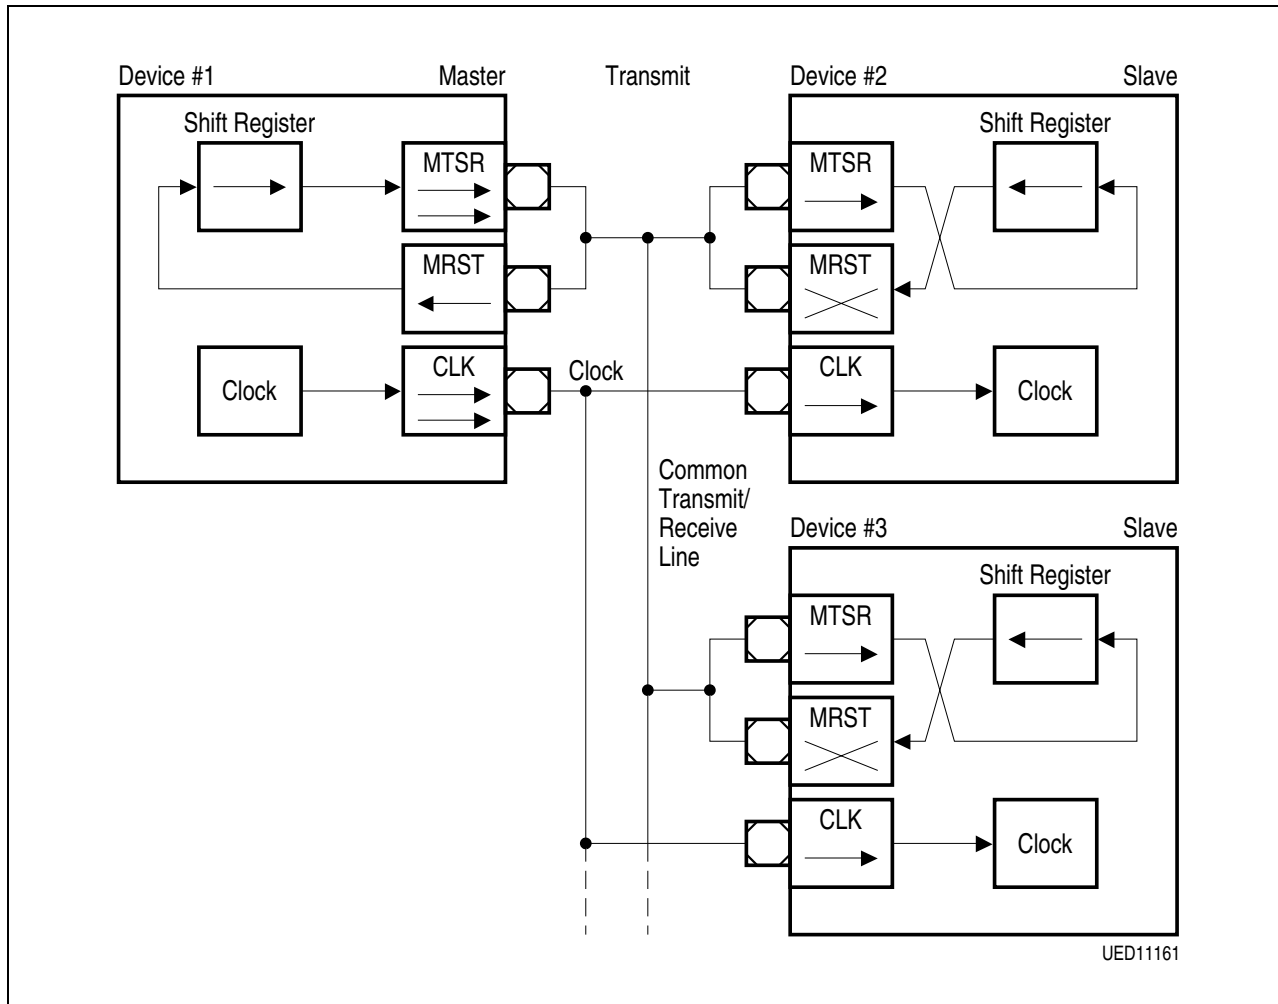 Device #1
Master
Transmit
Device #2
Slave
Shift Register
MTSR
MTSR
Shift Register
MRST
MRST
Clock
CLK
Clock
CLK
Clock
Common
Transmit/
Receive
Line
Device #3
Slave
Shift Register
MTSR
MRST
CLK
Clock
UED11161